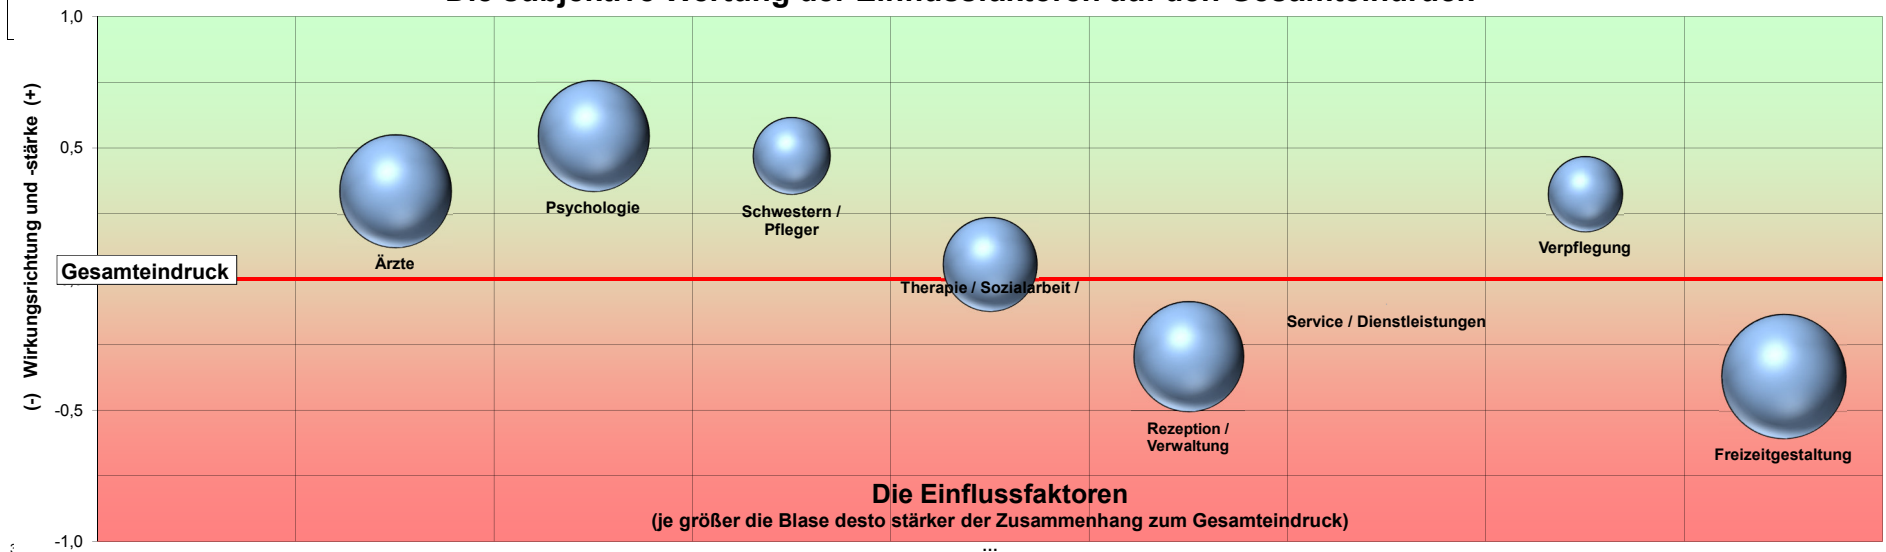 1,0
(-) Wirkungsrichtung und -stärke (+)
0,5
Psychologie
Schwestern /
Pfleger
Verpflegung
Ärzte
Gesamteindruck
Therapie / Sozialarbeit /
Service / Dienstleistungen
-0,5
Rezeption /
Verwaltung
Freizeitgestaltung
Die Einflussfaktoren
(je größer die Blase desto stärker der Zusammenhang zum Gesamteindruck)
-1,0
...